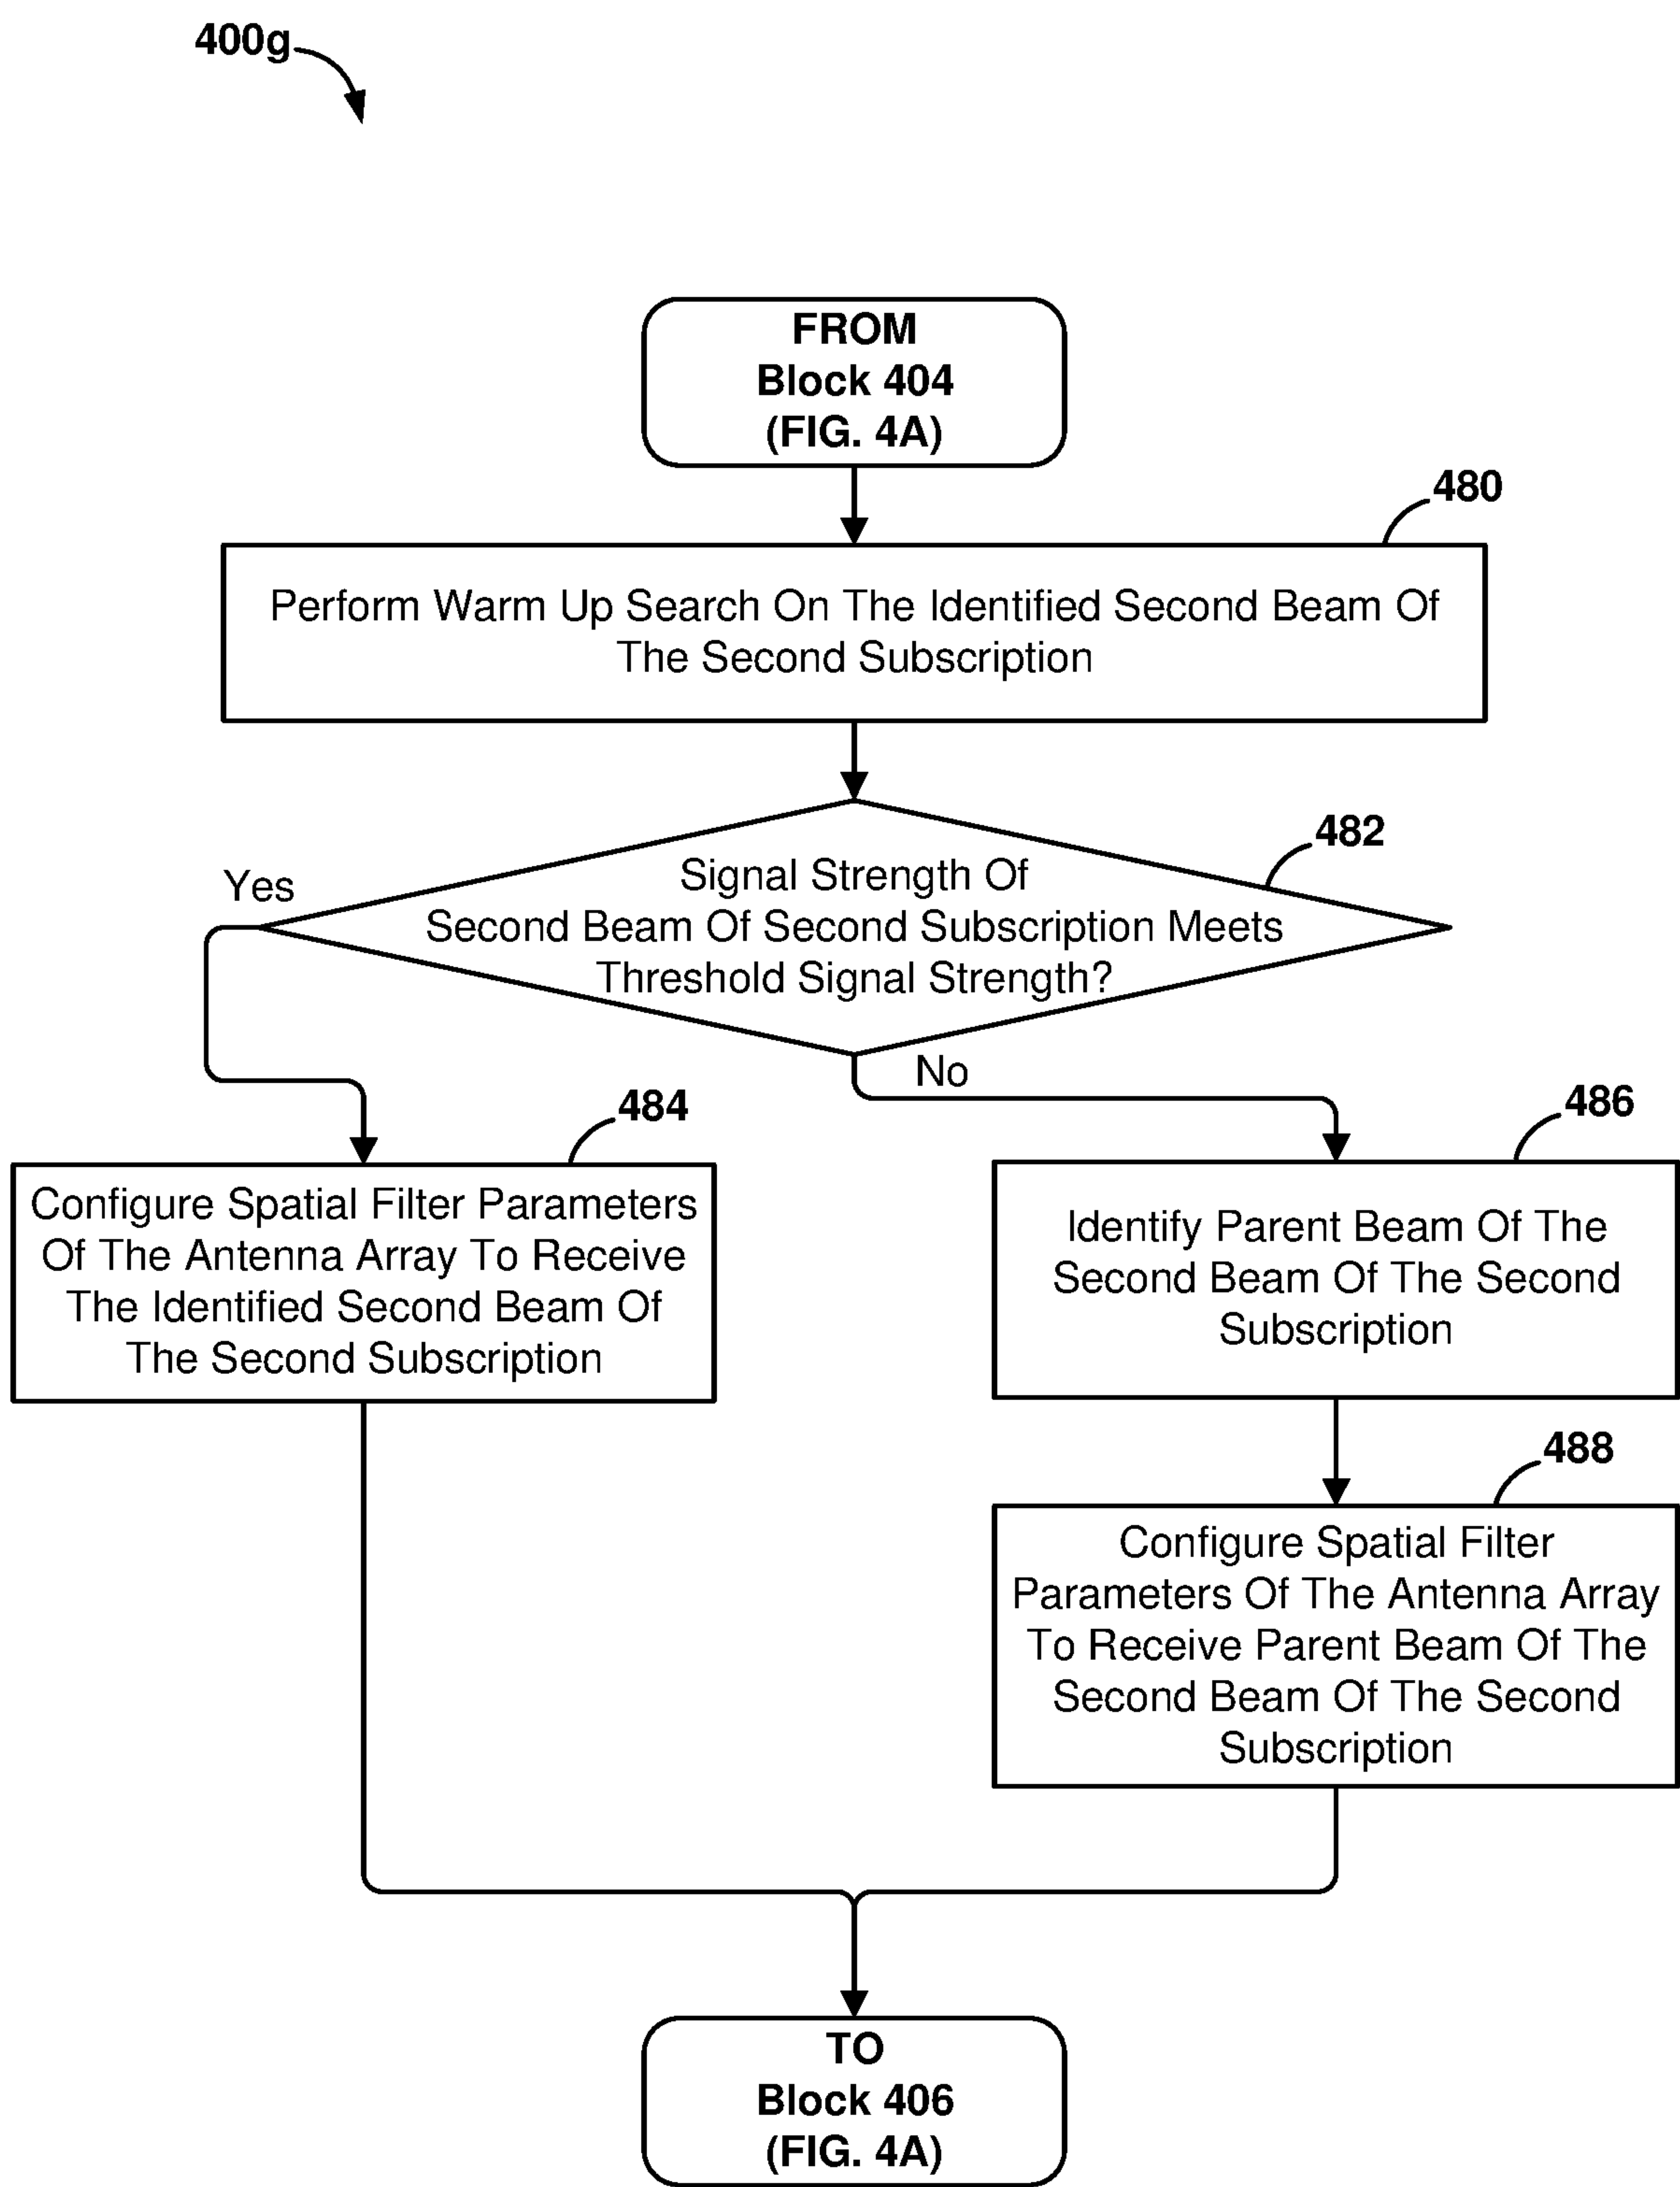 400g
FROM
Block 404
(FIG. 4A)
480
Perform Warm Up Search On The Identified Second Beam Of
The Second Subscription
482
Signal Strength Of
Second Beam Of Second Subscription Meets
Threshold Signal Strength?
Yes
No
484
Configure Spatial Filter Parameters
Of The Antenna Array To Receive
The Identified Second Beam Of
The Second Subscription
486
Identify Parent Beam Of The
Second Beam Of The Second
Subscription
488
Configure Spatial Filter
Parameters Of The Antenna Array
To Receive Parent Beam Of The
Second Beam Of The Second
Subscription
TO
Block 406
(FIG. 4A)